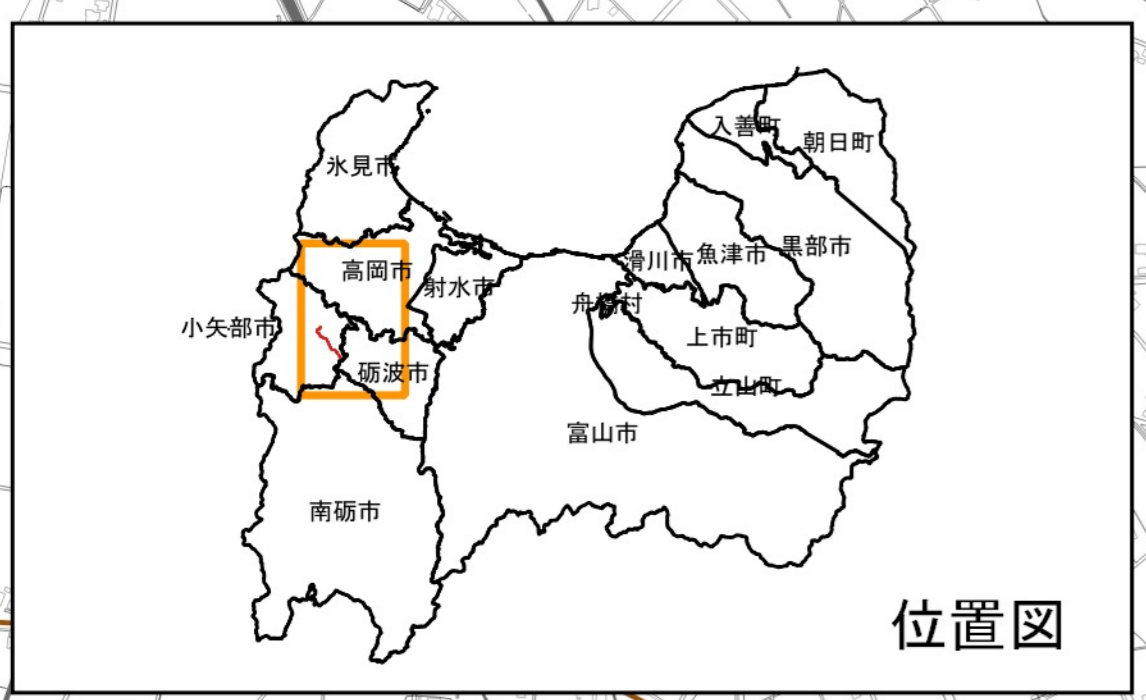 入善町
朝日町
氷見市
黒部市
魚津市
滑川市
高岡市
射水市
舟橋村
小矢部市
上市町
砺波市
立山町
富山市
南砺市
位置図